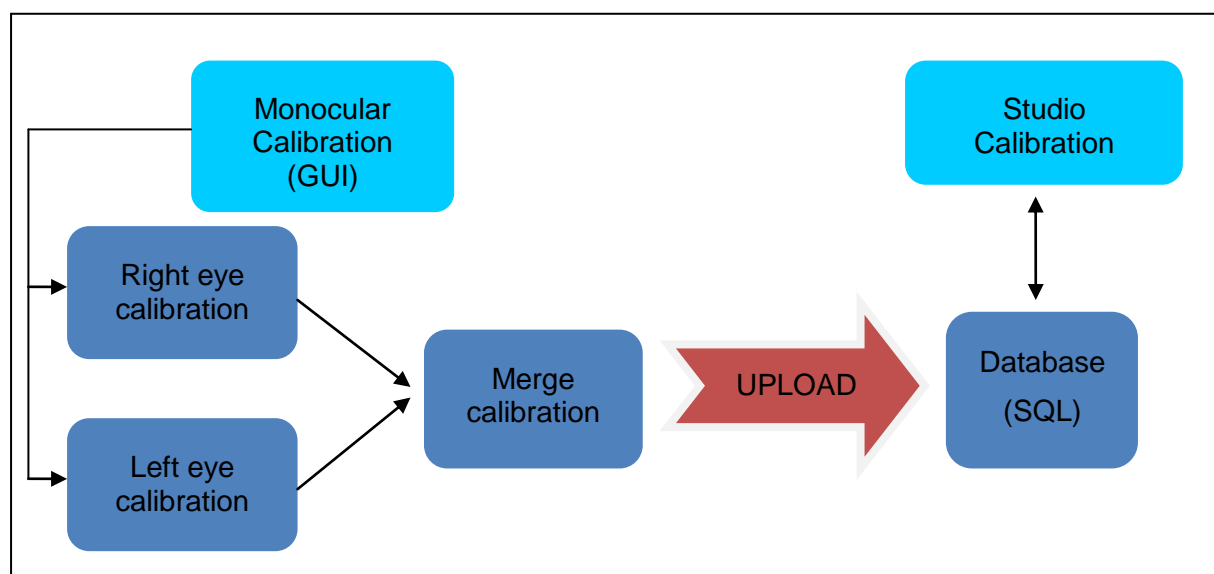 Monocular
Calibration
(GUI)
Studio
Calibration
Right eye
calibration
Merge
calibration
UPLOAD
Database
(SQL)
Left eye
calibration